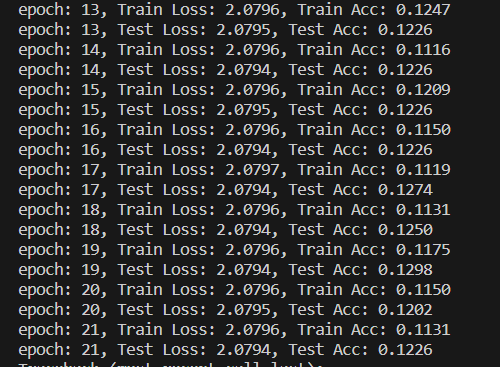 epoch: 13, Train Loss: 2.0796, Train Acc: 0.1247
epoch: 13, Test Loss: 2.0795, Test Acc: 0.1226
epoch: 14, Train Loss: 2.0796, Train Acc: 0.1116
epoch: 14, Test Loss: 2.0794, Test Acc: 0.1226
epoch: 15, Train Loss: 2.0796, Train Acc: 0.1209
epoch: 15, Test Loss: 2.0795, Test Acc: 0.1226
epoch: 16, Train Loss: 2.0796, Train Acc: 0.1150
epoch: 16, Test Loss: 2.0794, Test Acc: 0.1226
epoch: 17, Train Loss: 2.0797, Train Acc: 0.1119
epoch: 17, Test Loss: 2.0794, Test Acc: 0.1274
epoch: 18, Train Loss: 2.0796, Train Acc: 0.1131
epoch: 18, Test Loss: 2.0794, Test Acc: 0.1250
epoch: 19, Train Loss: 2.0796, Train Acc: 0.1175
epoch: 19, Test Loss: 2.0794, Test Acc: 0.1298
epoch: 20, Train Loss: 2.0796, Train Acc: 0.1150
epoch: 20, Test Loss: 2.0795, Test Acc: 0.1202
epoch: 21, Train Loss: 2.0796, Train Acc: 0.1131
epoch: 21, Test Loss: 2.0794, Test Acc: 0.1226